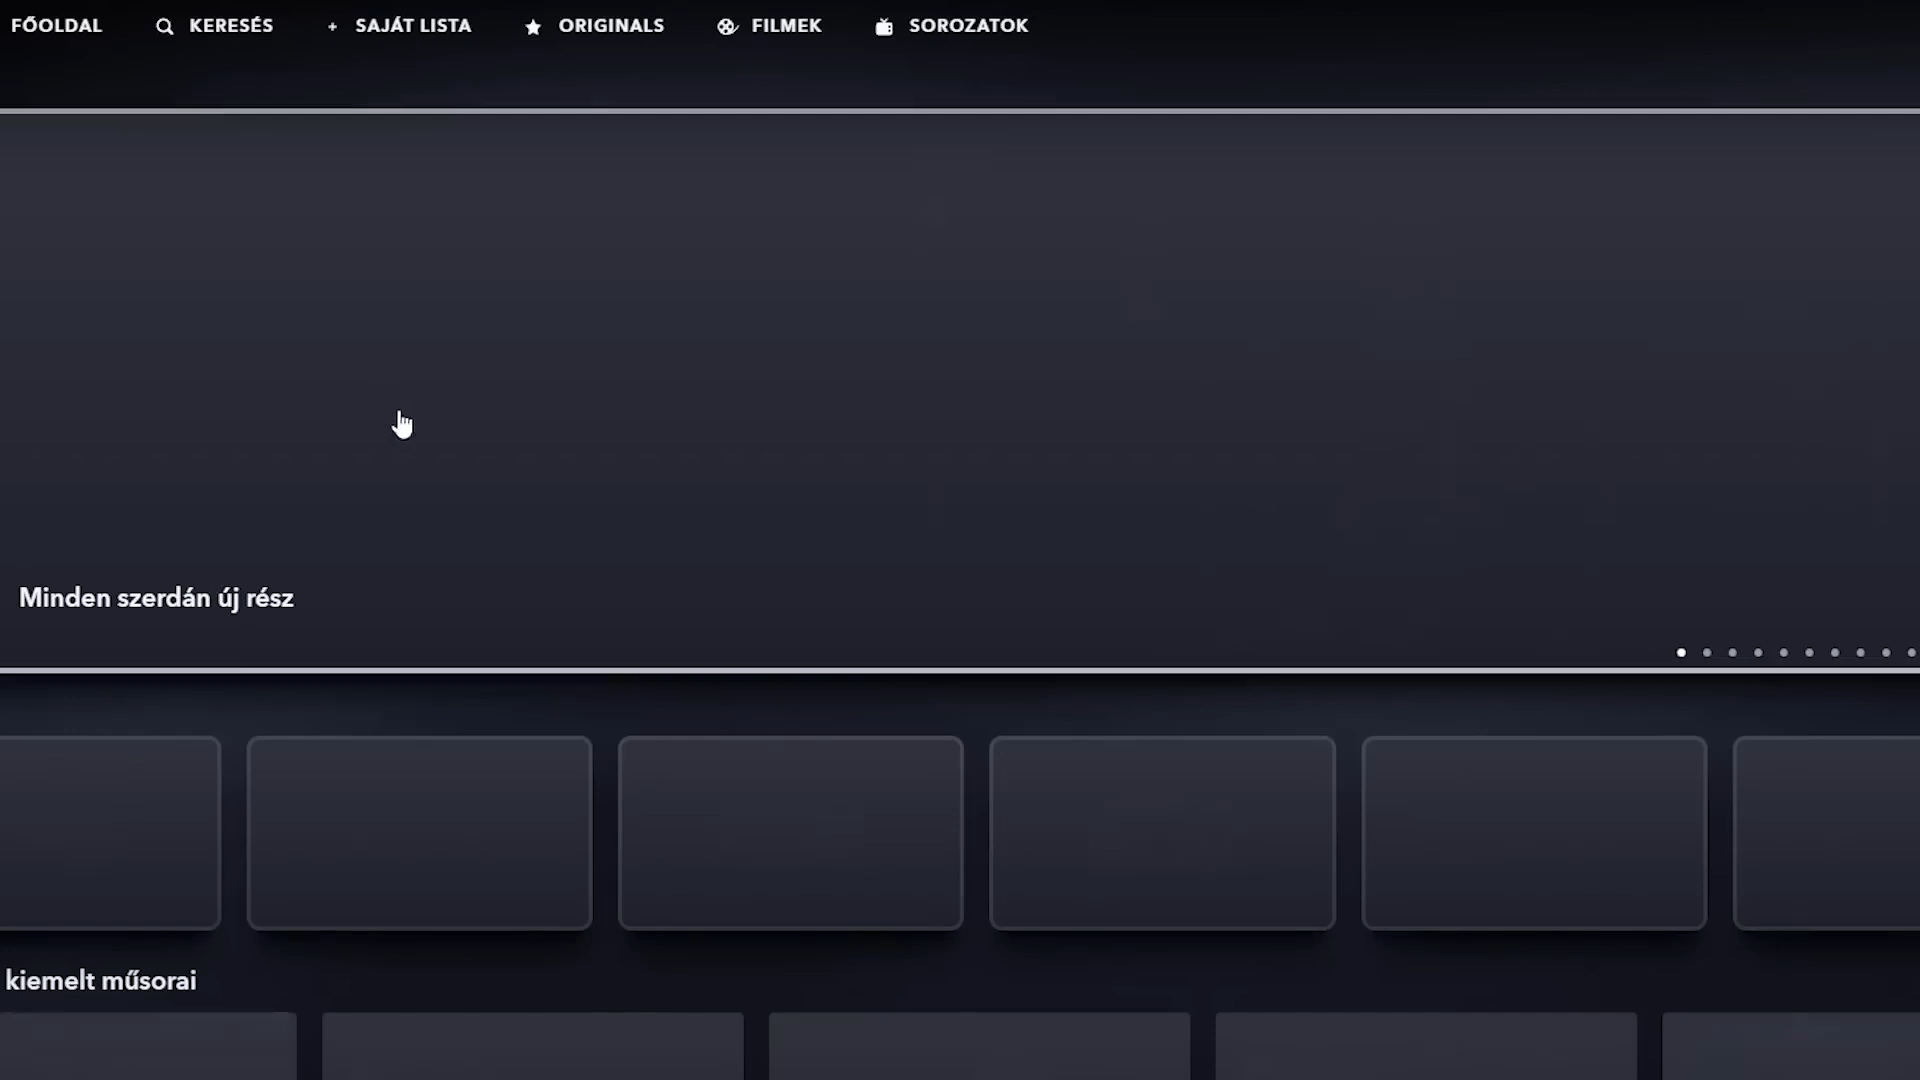 FŐOLDAL KERESÉS SAJÁT LISTA ORIGINALS FILMEK SOROZATOK
Minden szerdán új rész
kiemelt műsorai